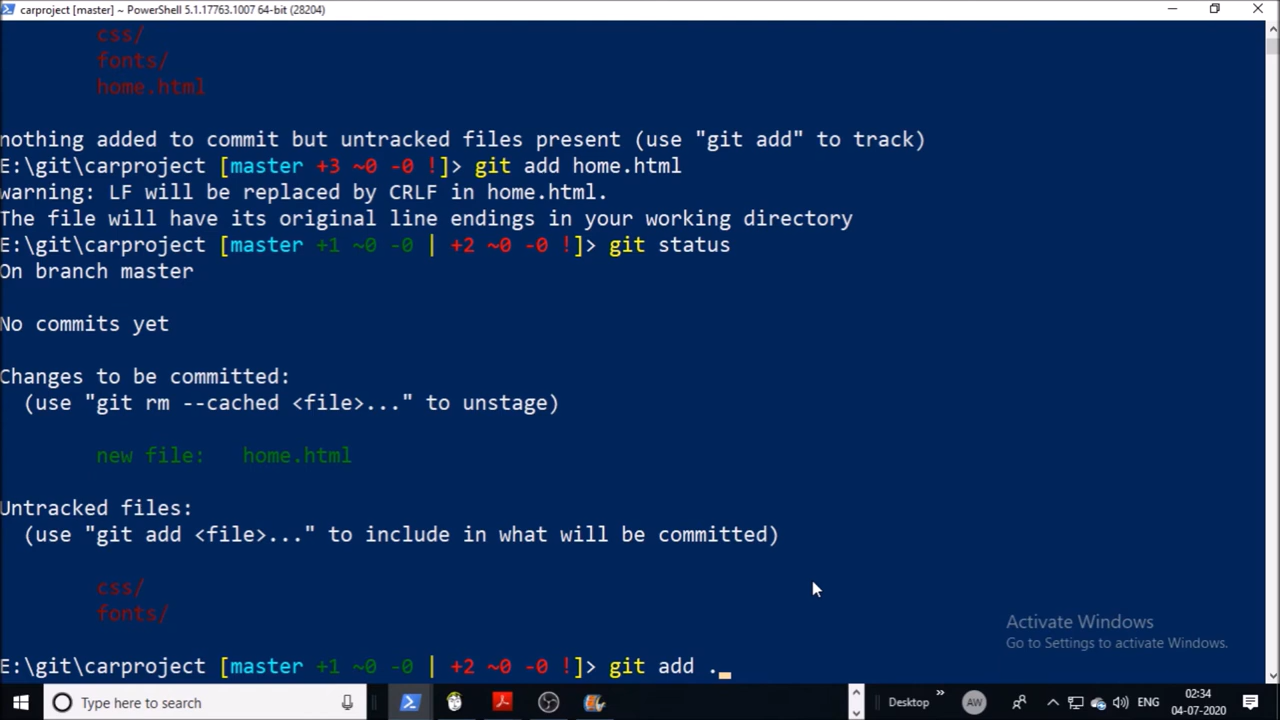 carproject [master] ~ PowerShell 5.1.17763.1007 64-bit (28204)
css/
fonts/
home.html
nothing added to commit but untracked files present (use "git add" to track)
E:\git\carproject [master +3 ~0 -0 !]> git add home.html
warning: LF will be replaced by CRLF in home.html.
The file will have its original line endings in your working directory
E:\git\carproject [master +1 ~0 -0 | +2 ~0 -0 !]> git status
On branch master
No commits yet
Changes to be committed:
(use "git rm --cached <file>..." to unstage)
new file: home.html
Untracked files:
(use "git add <file>..." to include in what will be committed)
css/
fonts/
Activate Windows
Go to Settings to activate Windows.
E:\git\carproject [master +1 ~0 -0 | +2 ~0 -0 !]> git add ._
Type here to search
Desktop
AW
ENG
02:34
04-07-2020